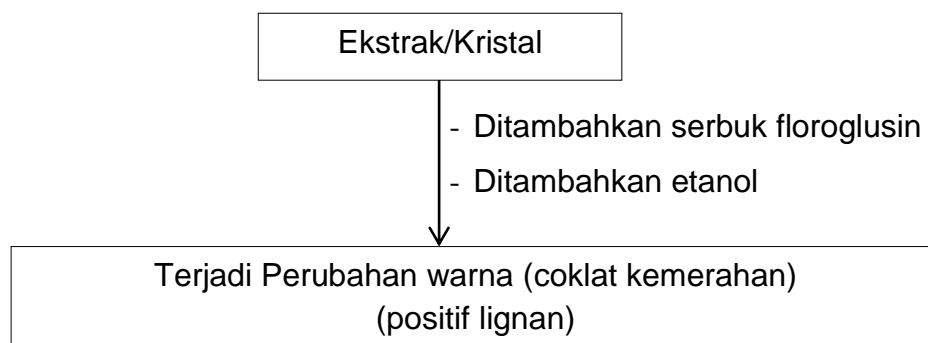 Ekstrak/Kristal
- Ditambahkan serbuk floroglusin
- Ditambahkan etanol
Terjadi Perubahan warna (coklat kemerahan)
(positif lignan)